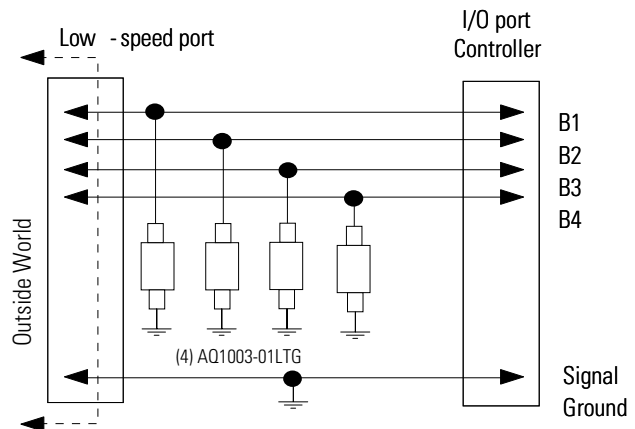 Low - speed port
I/O port
Controller
B1
B2
B3
B4
Outside World
(4) AQ1003-01LTG
Signal
Ground